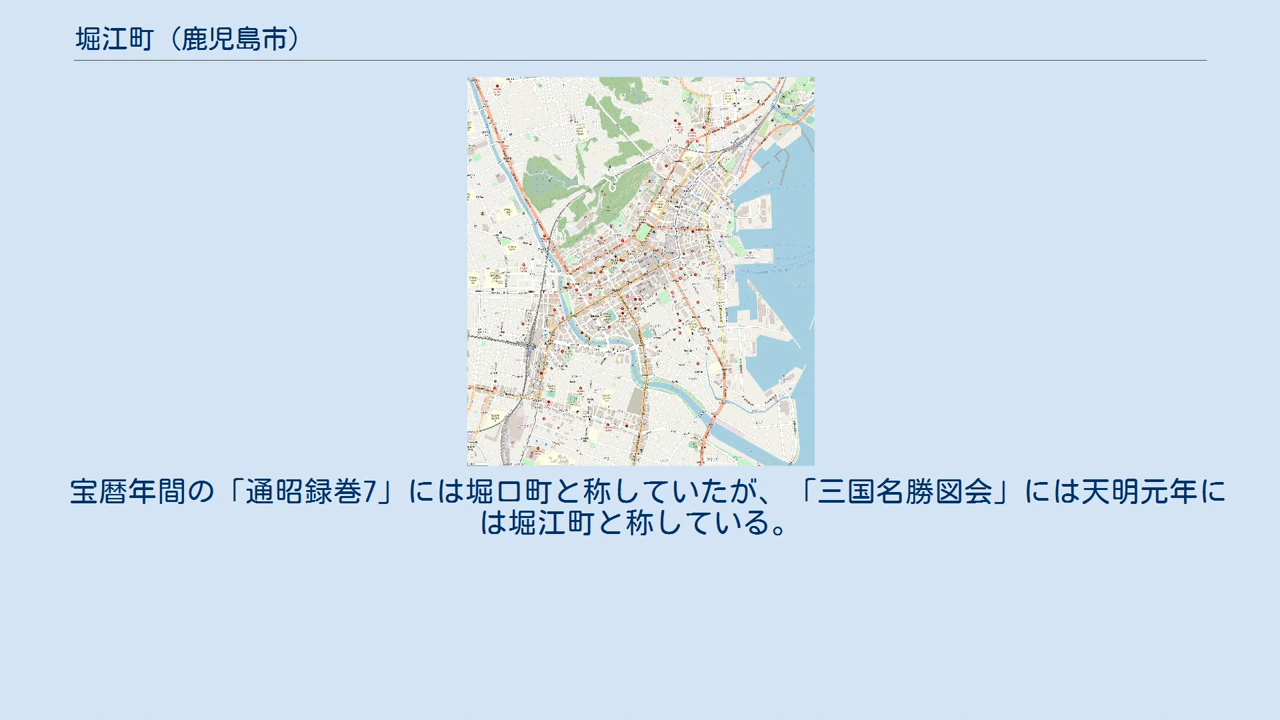 堀江町（鹿児島市）
宝暦年間の「通昭録巻7」には堀口町と称していたが、「三国名勝図会」には天明元年に
は堀江町と称している。